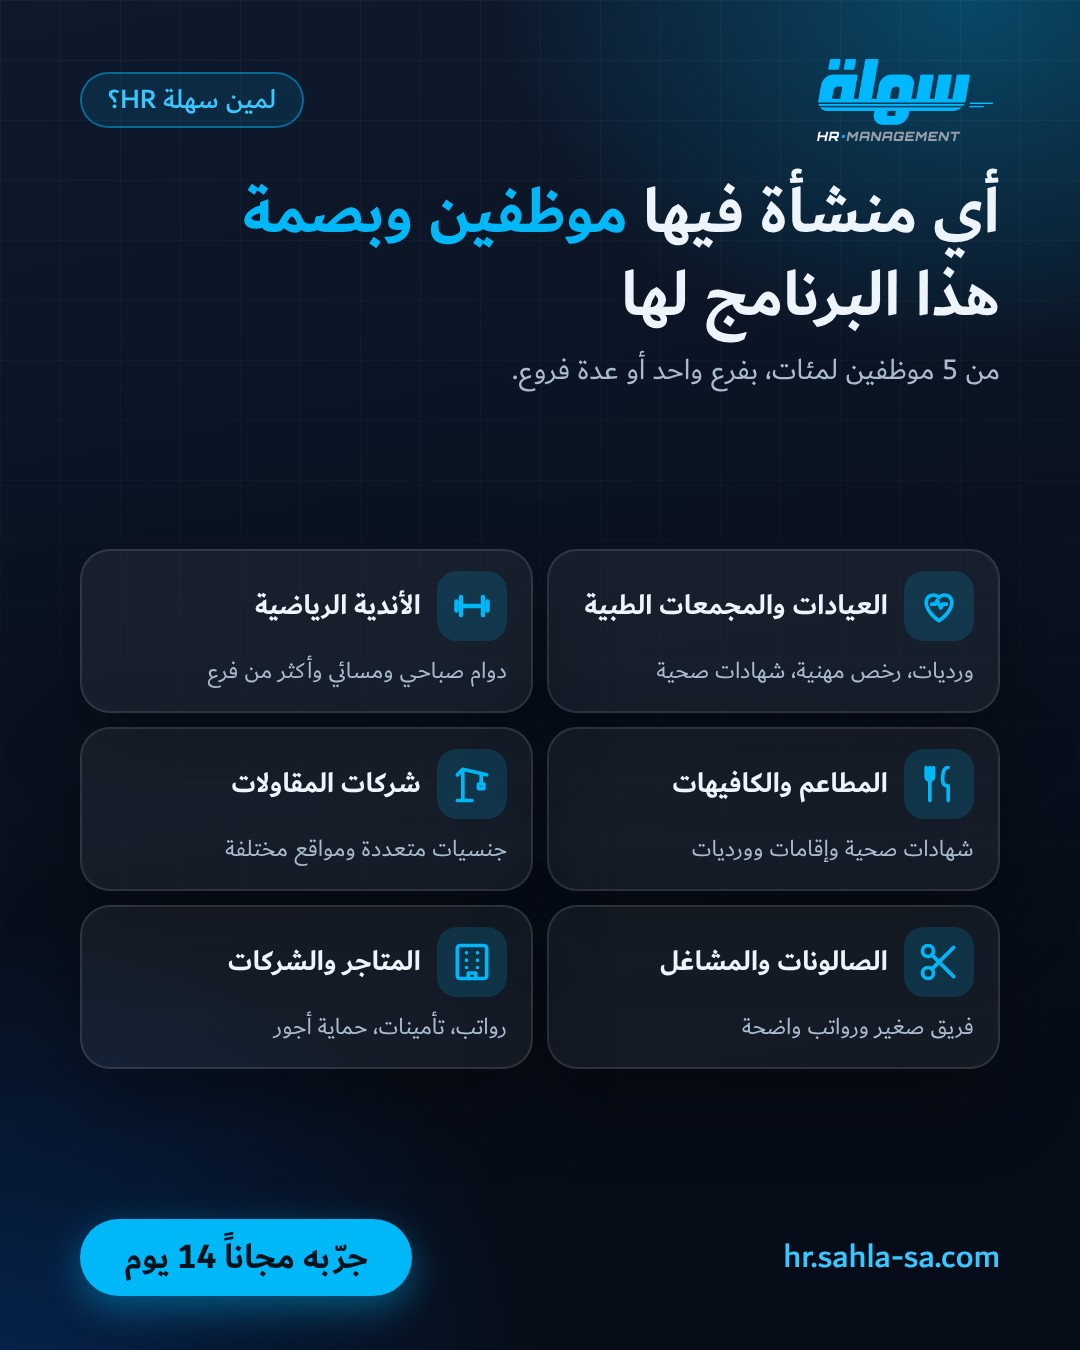 سهلة
HR·MANAGEMENT
لمين سهلة HR؟
أي منشأة فيها موظفين وبصمة
هذا البرنامج لها
من 5 موظفين لمئات، بفرع واحد أو عدة فروع.
العيادات والمجمعات الطبية
ورديات، رخص مهنية، شهادات صحية
الأندية الرياضية
دوام صباحي ومسائي وأكثر من فرع
المطاعم والكافيهات
شهادات صحية وإقامات وورديات
شركات المقاولات
جنسيات متعددة ومواقع مختلفة
الصالونات والمشاغل
فريق صغير ورواتب واضحة
المتاجر والشركات
رواتب، تأمينات، حماية أجور
hr.sahla-sa.com
جرّبه مجاناً 14 يوم